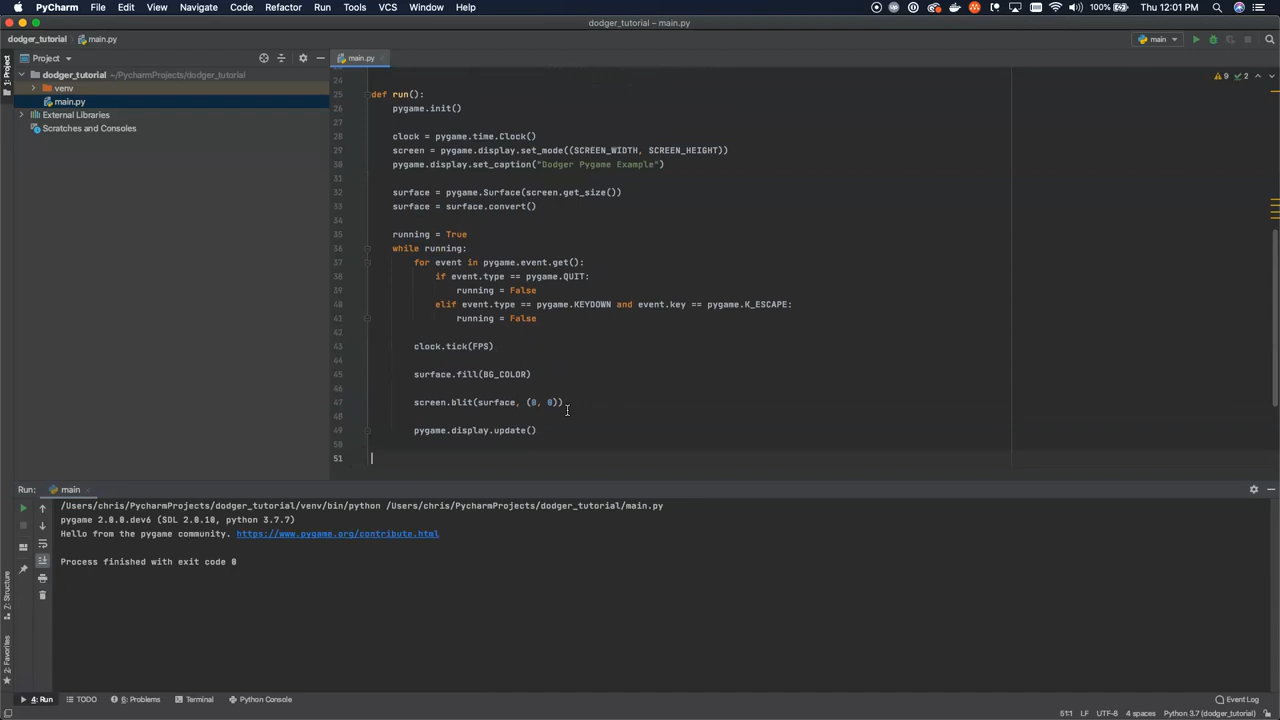 PyCharm File Edit View Navigate Code Refactor Run Tools VCS Window Help 100% Thu 12:01 AM
dodger_tutorial – main.py
dodger_tutorial main.py main
Project main.py
1: Project
dodger_tutorial ~/PycharmProjects/dodger_tutorial
venv
main.py
External Libraries
Scratches and Consoles
9 2
24
25 def run():
26 pygame.init()
27
28 clock = pygame.time.Clock()
29 screen = pygame.display.set_mode((SCREEN_WIDTH, SCREEN_HEIGHT))
30 pygame.display.set_caption("Dodger Pygame Example")
31
32 surface = pygame.Surface(screen.get_size())
33 surface = surface.convert()
34
35 running = True
36 while running:
37 for event in pygame.event.get():
38 if event.type == pygame.QUIT:
39 running = False
40 elif event.type == pygame.KEYDOWN and event.key == pygame.K_ESCAPE:
41 running = False
42
43 clock.tick(FPS)
44
45 surface.fill(BG_COLOR)
46
47 screen.blit(surface, (0, 0))
48
49 pygame.display.update()
50
51
Run: main
/Users/chris/PycharmProjects/dodger_tutorial/venv/bin/python /Users/chris/PycharmProjects/dodger_tutorial/main.py
pygame 2.0.0.dev6 (SDL 2.0.10, python 3.7.7)
Hello from the pygame community. https://www.pygame.org/contribute.html
Process finished with exit code 0
7: Structure
2: Favorites
4: Run TODO 6: Problems Terminal Python Console Event Log
51:1 LF UTF-8 4 spaces Python 3.7 (dodger_tutorial)